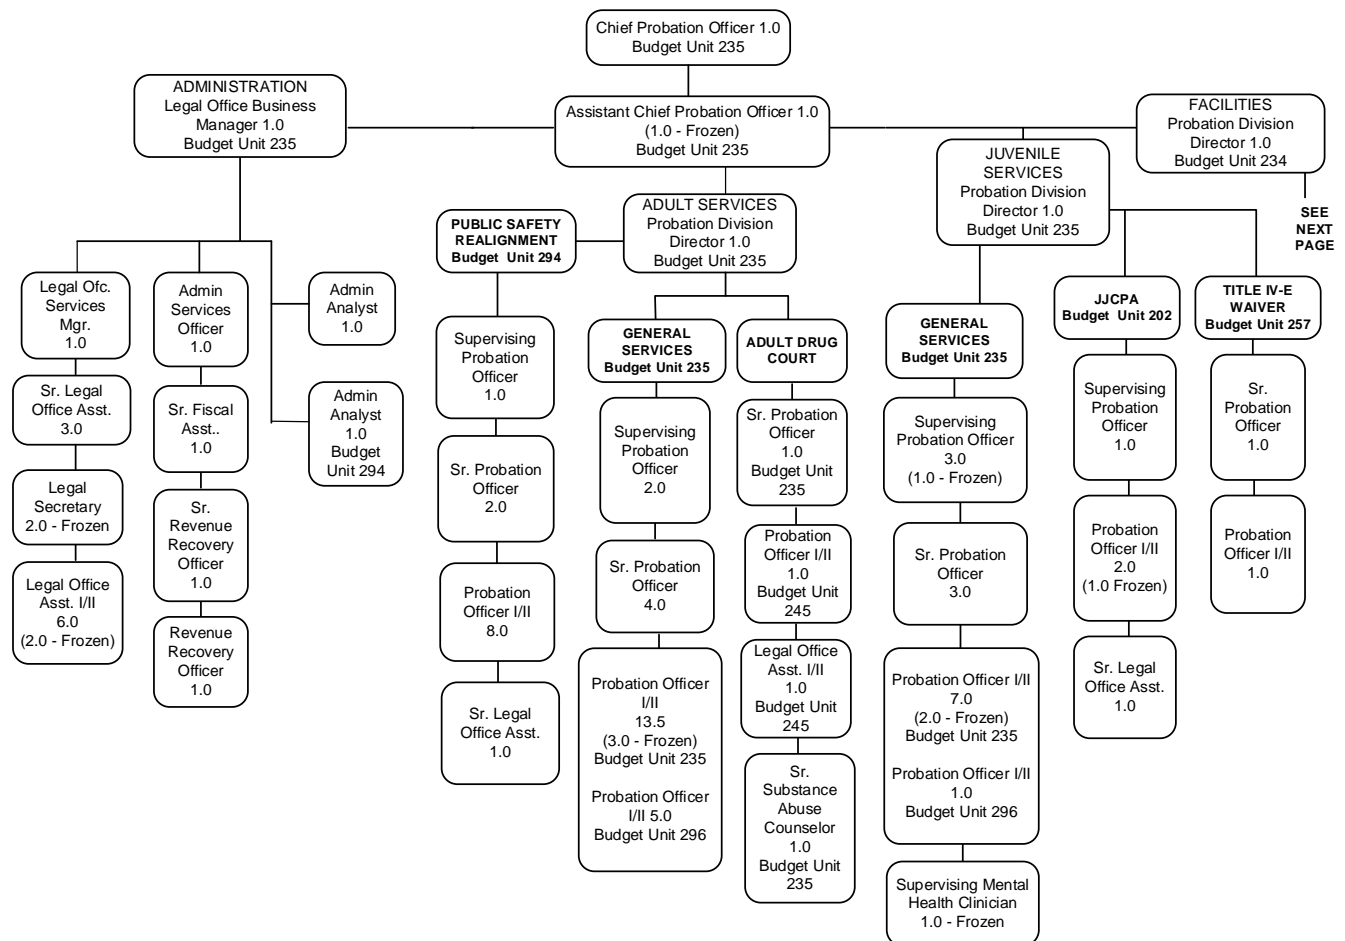 Chief Probation Officer 1.0
Budget Unit 235
ADMINISTRATION
Legal Office Business
Manager 1.0
Budget Unit 235
Assistant Chief Probation Officer 1.0
(1.0 - Frozen)
Budget Unit 235
FACILITIES
Probation Division
Director 1.0
Budget Unit 234
SEE
NEXT
PAGE
JUVENILE
SERVICES
Probation Division
Director 1.0
Budget Unit 235
ADULT SERVICES
Probation Division
Director 1.0
Budget Unit 235
PUBLIC SAFETY
REALIGNMENT
Budget Unit 294
Legal Ofc.
Services
Mgr.
1.0
Sr. Legal
Office Asst.
3.0
Legal
Secretary
2.0 - Frozen
Legal Office
Asst. I/II
6.0
(2.0 - Frozen)
Admin
Services
Officer
1.0
Sr. Fiscal
Asst..
1.0
Sr.
Revenue
Recovery
Officer
1.0
Revenue
Recovery
Officer
1.0
Admin
Analyst
1.0
Admin
Analyst
1.0
Budget
Unit 294
Supervising
Probation
Officer
1.0
Sr. Probation
Officer
2.0
Probation
Officer I/II
8.0
Sr. Legal
Office Asst.
1.0
GENERAL
SERVICES
Budget Unit 235
Supervising
Probation
Officer
2.0
Sr. Probation
Officer
4.0
Probation Officer
I/II
13.5
(3.0 - Frozen)
Budget Unit 235
Probation Officer
I/II 5.0
Budget Unit 296
ADULT DRUG
COURT
Sr. Probation
Officer
1.0
Budget Unit
235
Probation
Officer I/II
1.0
Budget Unit
245
Legal Office
Asst. I/II
1.0
Budget Unit
245
Sr.
Substance
Abuse
Counselor
1.0
Budget Unit
235
GENERAL
SERVICES
Budget Unit 235
Supervising
Probation Officer
3.0
(1.0 - Frozen)
Sr. Probation
Officer
3.0
Probation Officer I/II
7.0
(2.0 - Frozen)
Budget Unit 235
Probation Officer I/II
1.0
Budget Unit 296
Supervising Mental
Health Clinician
1.0 - Frozen
JJCPA
Budget Unit 202
Supervising
Probation
Officer
1.0
Probation
Officer I/II
2.0
(1.0 Frozen)
Sr. Legal
Office Asst.
1.0
TITLE IV-E
WAIVER
Budget Unit 257
Sr.
Probation
Officer
1.0
Probation
Officer I/II
1.0